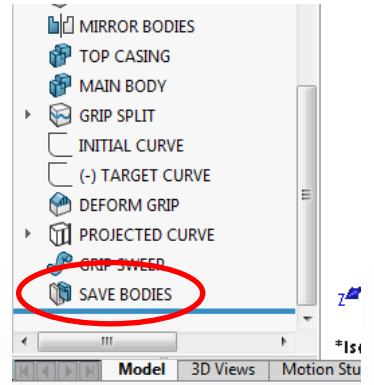 MIRROR BODIES
TOP CASING
MAIN BODY
GRIP SPLIT
INITIAL CURVE
(-) TARGET CURVE
DEFORM GRIP
PROJECTED CURVE
GRIP SWEEP
SAVE BODIES
Z
*Is
Model 3D Views Motion Stu